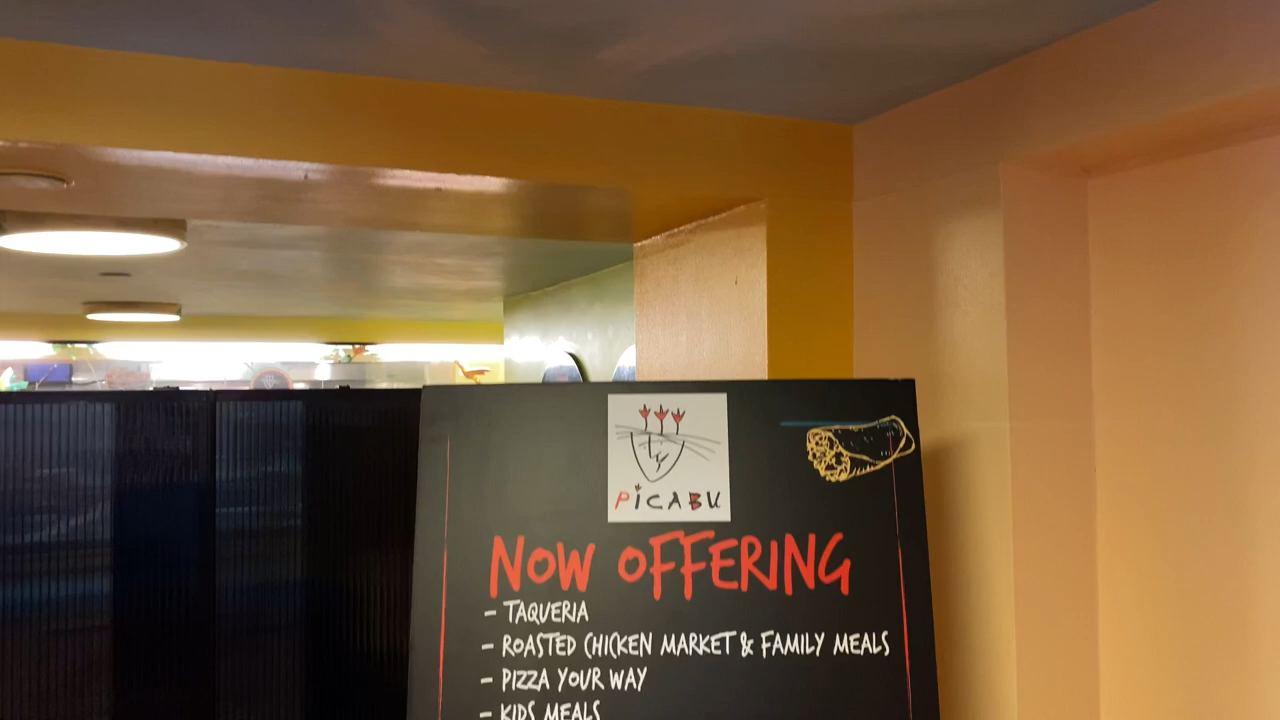 PICABU
NOW OFFERING
- TAQUERIA
- ROASTED CHICKEN MARKET & FAMILY MEALS
- PIZZA YOUR WAY
- KIDS MEALS